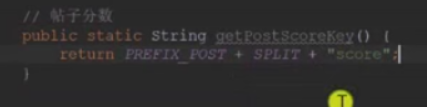 // 帖子分数
public static String getPostScoreKey() {
return PREFIX_POST + SPLIT + "score";
}